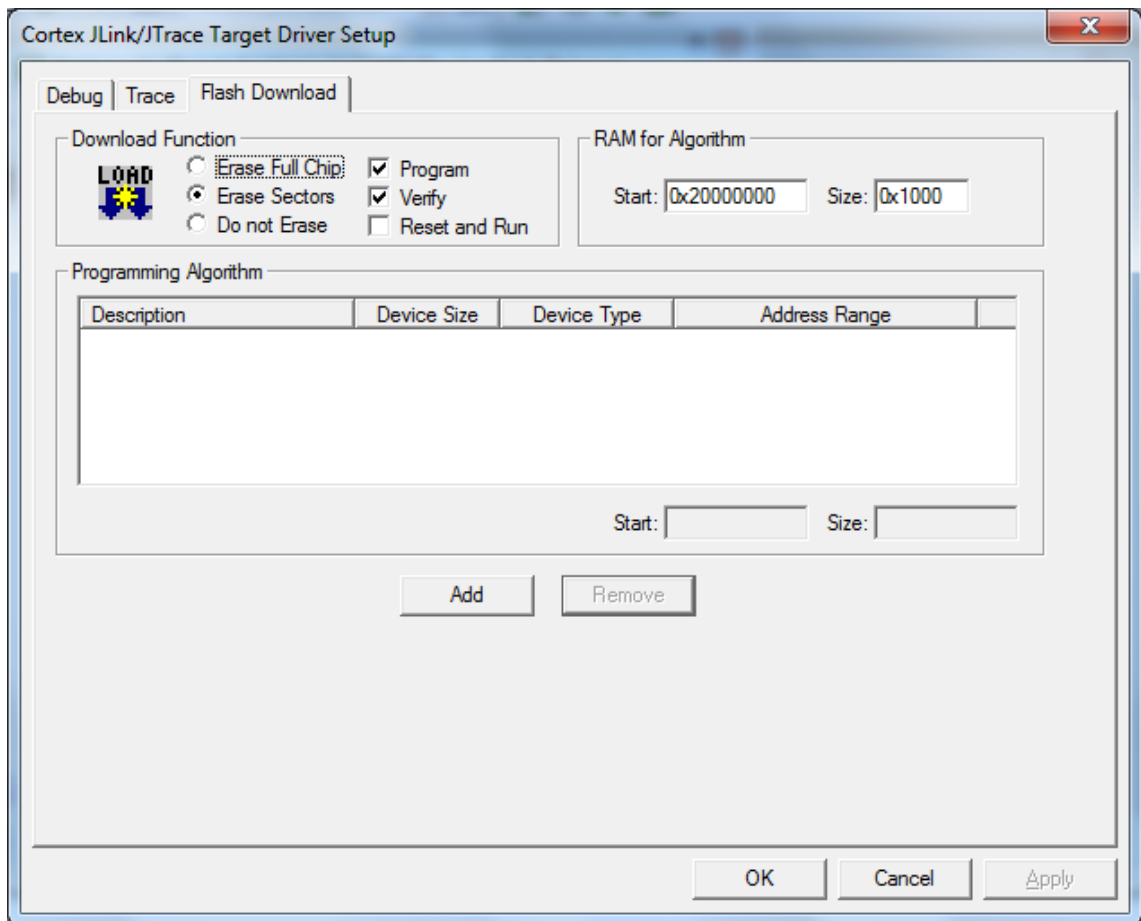 Cortex JLink/JTrace Target Driver Setup
Debug Trace Flash Download
Download Function
LOAD
Erase Full Chip
Erase Sectors
Do not Erase
Program
Verify
Reset and Run
RAM for Algorithm
Start: 0x20000000 Size: 0x1000
Programming Algorithm
Description Device Size Device Type Address Range
Start: Size:
Add Remove
OK Cancel Apply